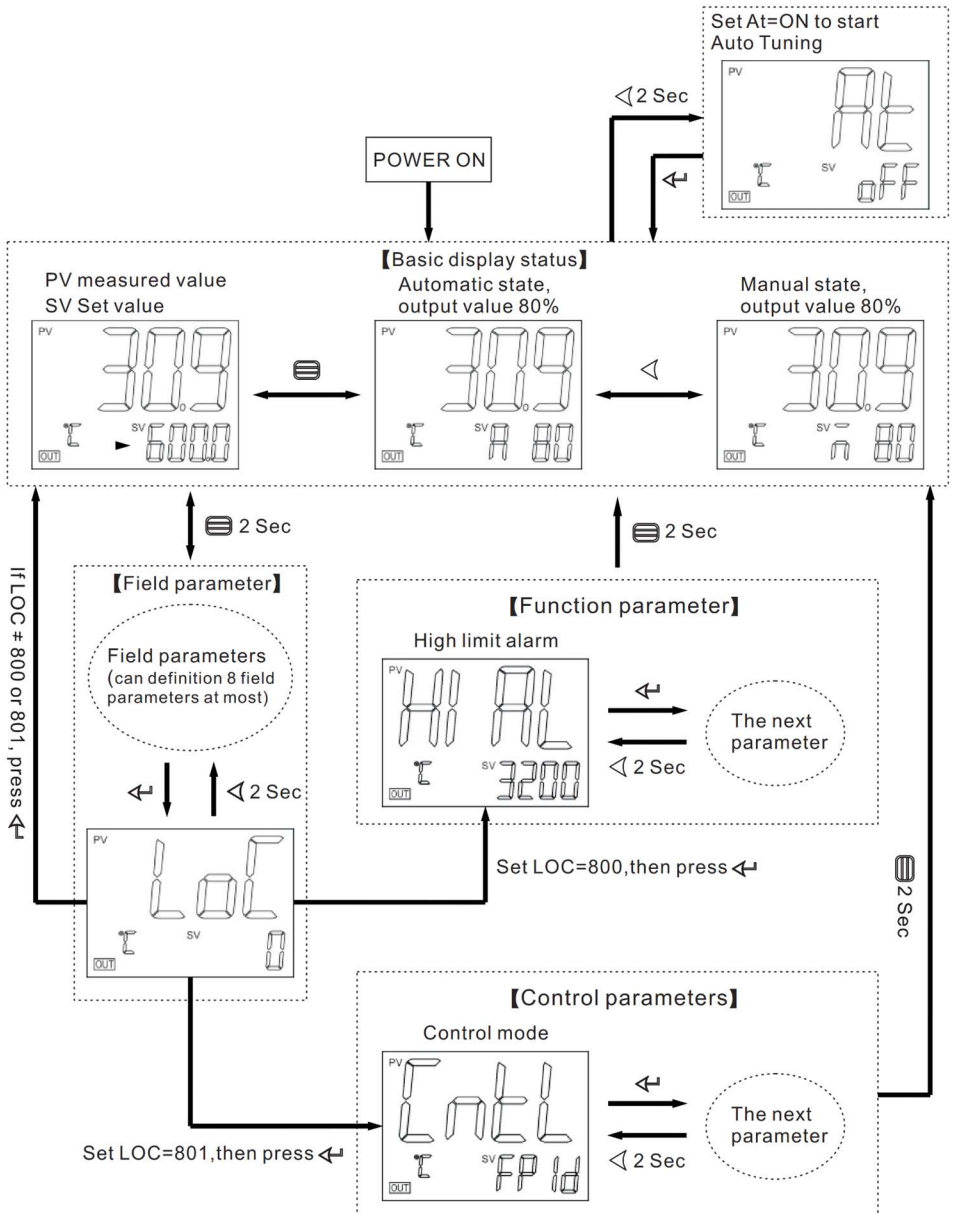 Set At=ON to start
Auto Tuning
PV
At
℃
SV
oFF
OUT
◁ 2 Sec
POWER ON
【Basic display status】
PV measured value
SV Set value
PV
30.9
℃
SV
600.0
OUT
Automatic state,
output value 80%
PV
30.9
℃
SV
A 80
OUT
Manual state,
output value 80%
PV
30.9
℃
SV
80
OUT
2 Sec
2 Sec
If LOC ≠ 800 or 801, press
【Field parameter】
Field parameters
(can definition 8 field
parameters at most)
◁ 2 Sec
PV
LoC
℃
SV
0
OUT
【Function parameter】
High limit alarm
PV
HIAL
℃
SV
3200
OUT
◁ 2 Sec
The next
parameter
Set LOC=800,then press
2 Sec
【Control parameters】
Control mode
PV
CntL
℃
SV
FPId
OUT
◁ 2 Sec
The next
parameter
Set LOC=801,then press